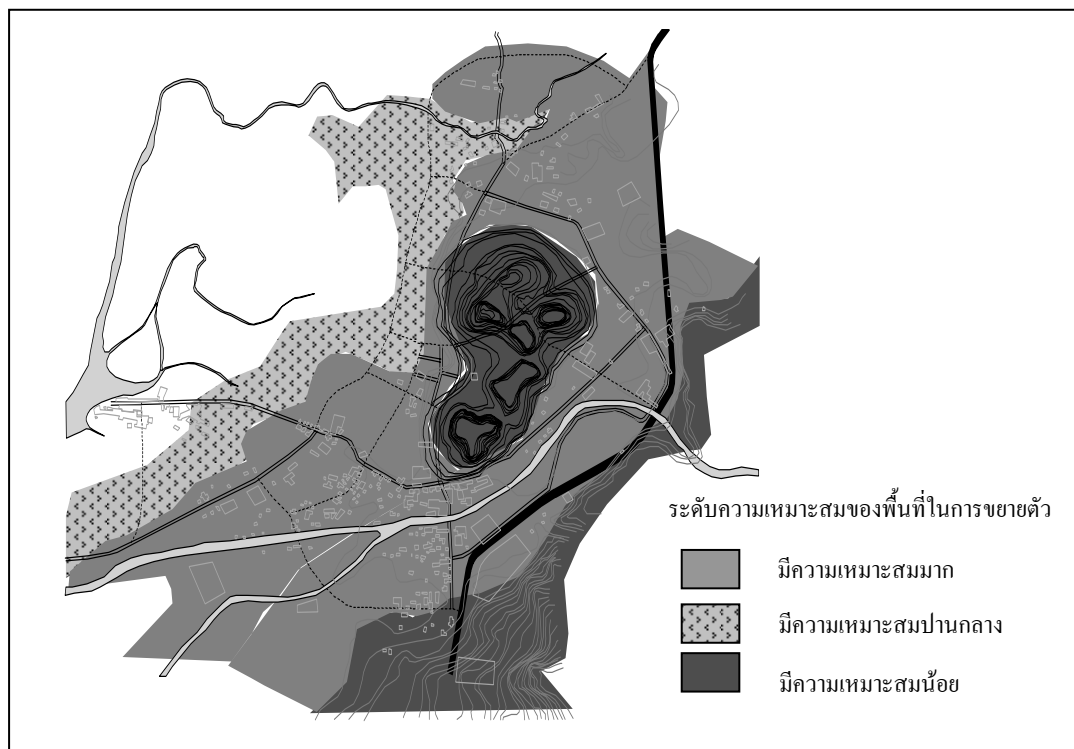 ระดับความเหมาะสมของพื้นที่ในการขยายตัว
มีความเหมาะสมมาก
มีความเหมาะสมปานกลาง
มีความเหมาะสมน้อย